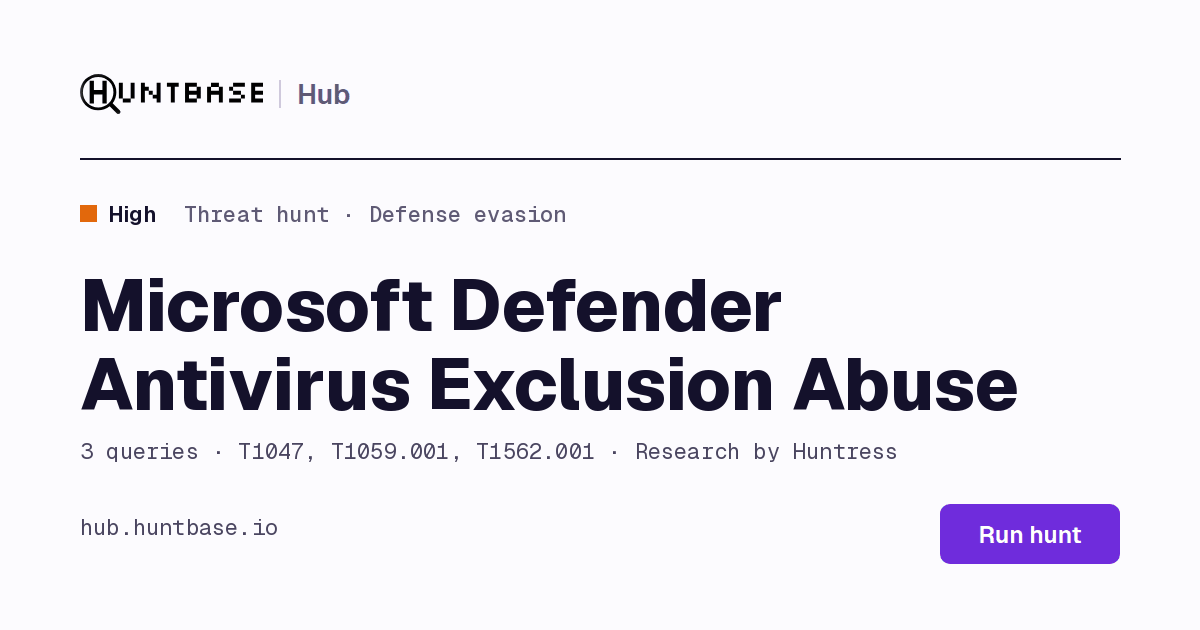 HUNTBASE Hub
High Threat hunt · Defense evasion
Microsoft Defender
Antivirus Exclusion Abuse
3 queries · T1047, T1059.001, T1562.001 · Research by Huntress
hub.huntbase.io
Run hunt